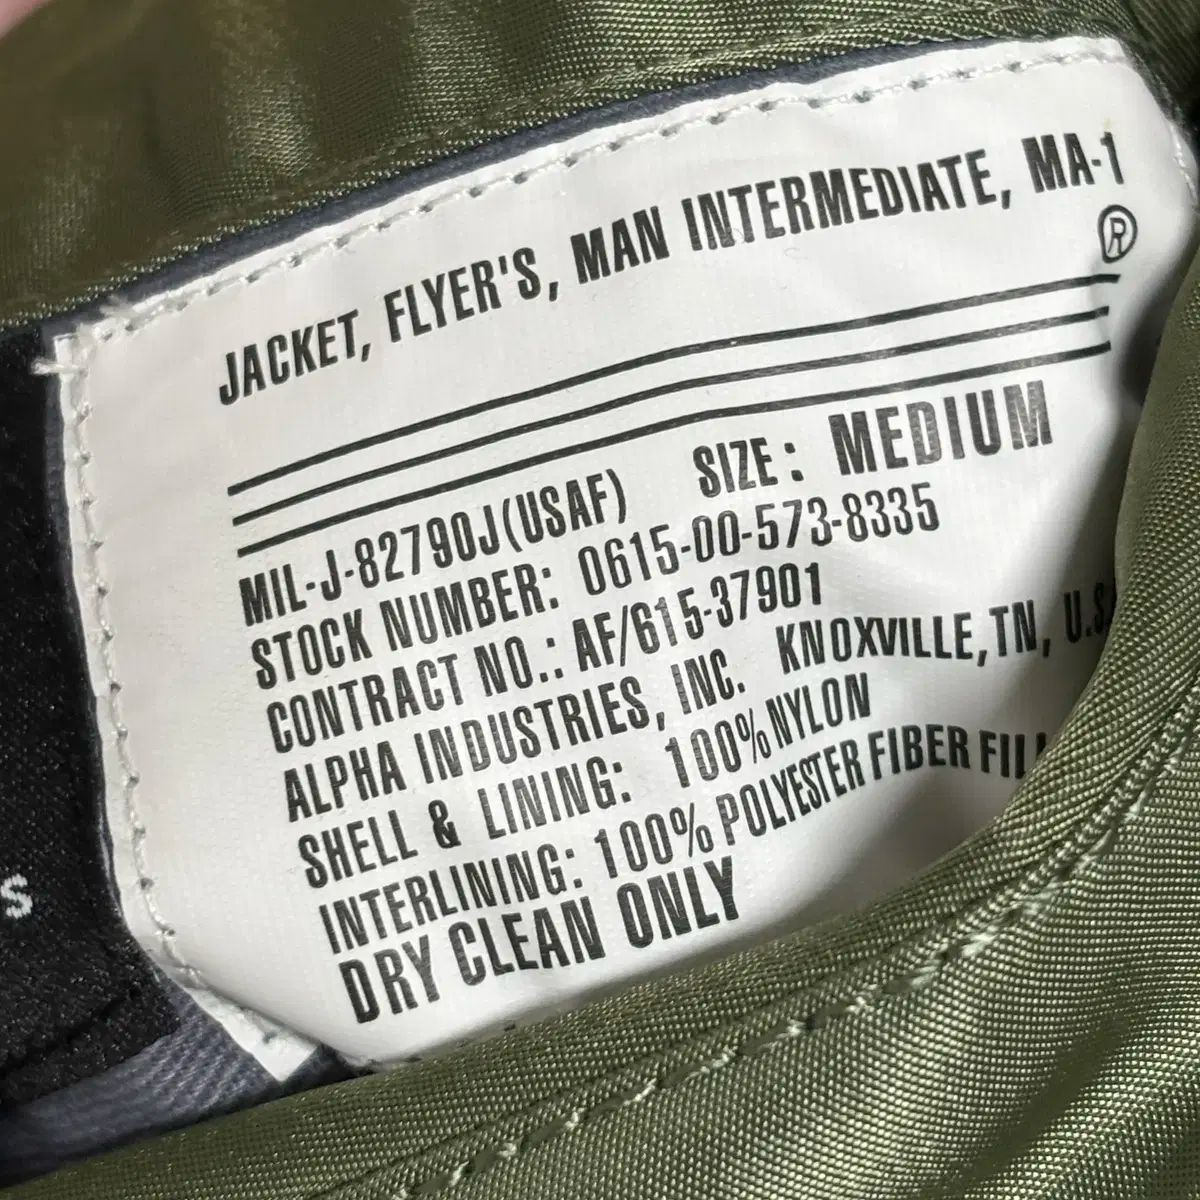 JACKET, FLYER'S, MAN INTERMEDIATE, MA-1
®
MIL-J-82790J(USAF) SIZE: MEDIUM
STOCK NUMBER: 0615-00-573-8335
CONTRACT NO.: AF/615-37901
ALPHA INDUSTRIES, INC. KNOXVILLE, TN, U.S.
SHELL & LINING: 100% NYLON
INTERLINING: 100% POLYESTER FIBER FILL
DRY CLEAN ONLY
S